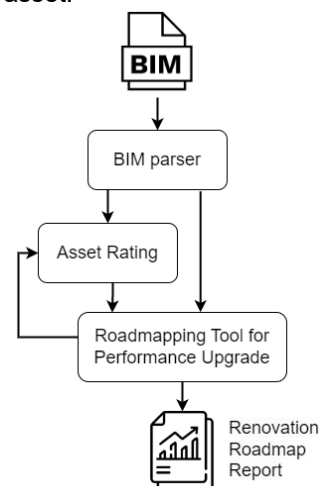 asset.
BIM
BIM parser
Asset Rating
Roadmapping Tool for
Performance Upgrade
Renovation
Roadmap
Report